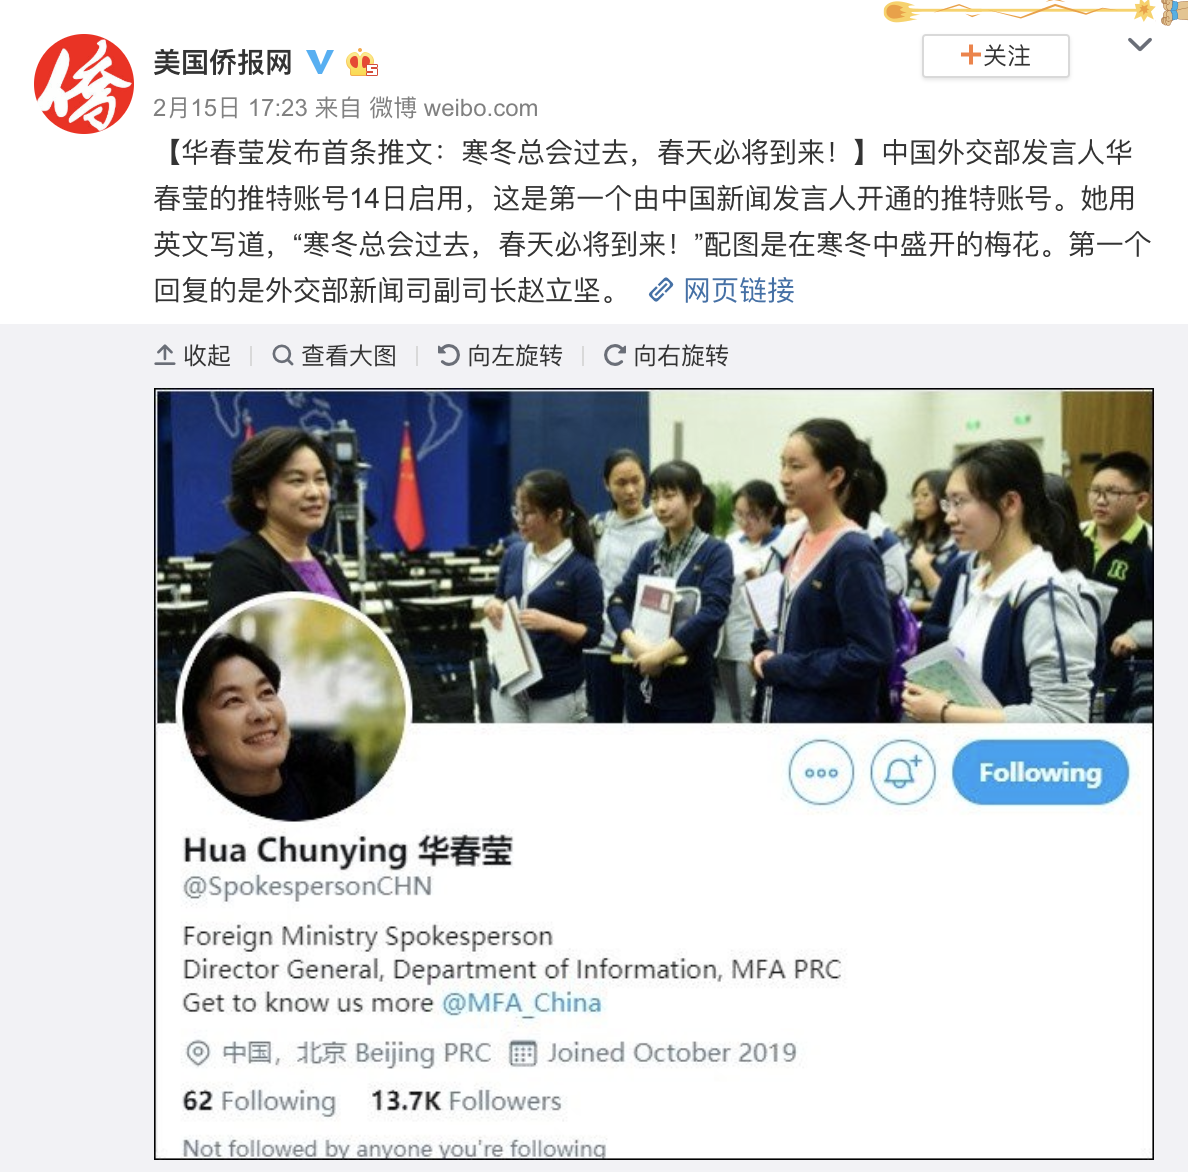 侨
美国侨报网
2月15日 17:23 来自 微博 weibo.com
+关注
【华春莹发布首条推文：寒冬总会过去，春天必将到来！】中国外交部发言人华
春莹的推特账号14日启用，这是第一个由中国新闻发言人开通的推特账号。她用
英文写道，“寒冬总会过去，春天必将到来！”配图是在寒冬中盛开的梅花。第一个
回复的是外交部新闻司副司长赵立坚。 网页链接
收起 查看大图 向左旋转 向右旋转
Following
Hua Chunying 华春莹
@SpokespersonCHN
Foreign Ministry Spokesperson
Director General, Department of Information, MFA PRC
Get to know us more @MFA_China
中国，北京 Beijing PRC Joined October 2019
62 Following 13.7K Followers
Not followed by anyone you're following